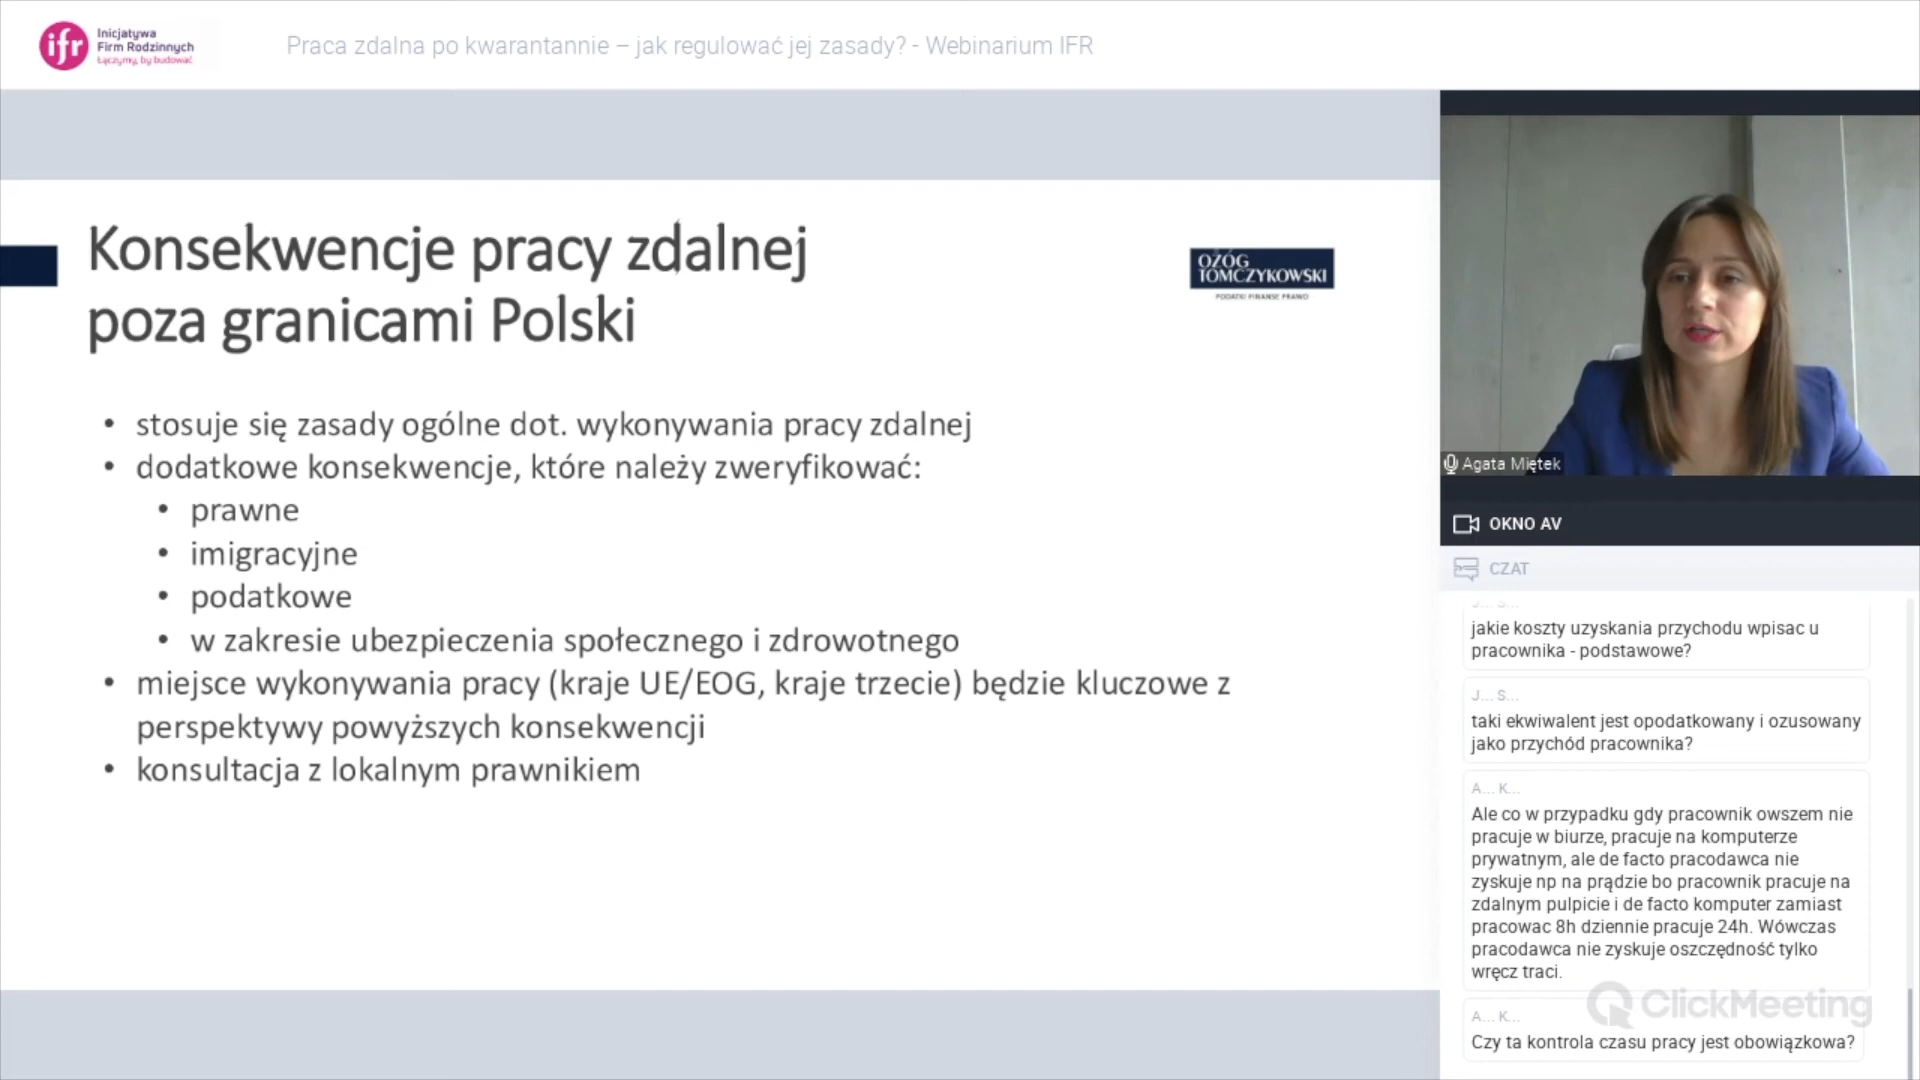 ifr
Inicjatywa
Firm Rodzinnych
Łączymy, by budować
Praca zdalna po kwarantannie – jak regulować jej zasady? - Webinarium IFR
Konsekwencje pracy zdalnej
poza granicami Polski
OŻÓG
TOMCZYKOWSKI
PODATKI FINANSE PRAWO
• stosuje się zasady ogólne dot. wykonywania pracy zdalnej
• dodatkowe konsekwencje, które należy zweryfikować:
• prawne
• imigracyjne
• podatkowe
• w zakresie ubezpieczenia społecznego i zdrowotnego
• miejsce wykonywania pracy (kraje UE/EOG, kraje trzecie) będzie kluczowe z
perspektywy powyższych konsekwencji
• konsultacja z lokalnym prawnikiem
Agata Miętek
OKNO AV
CZAT
J... S...
jakie koszty uzyskania przychodu wpisac u
pracownika - podstawowe?
J... S...
taki ekwiwalent jest opodatkowany i ozusowany
jako przychód pracownika?
A... K...
Ale co w przypadku gdy pracownik owszem nie
pracuje w biurze, pracuje na komputerze
prywatnym, ale de facto pracodawca nie
zyskuje np na prądzie bo pracownik pracuje na
zdalnym pulpicie i de facto komputer zamiast
pracowac 8h dziennie pracuje 24h. Wówczas
pracodawca nie zyskuje oszczędność tylko
wręcz traci.
ClickMeeting
A... K...
Czy ta kontrola czasu pracy jest obowiązkowa?